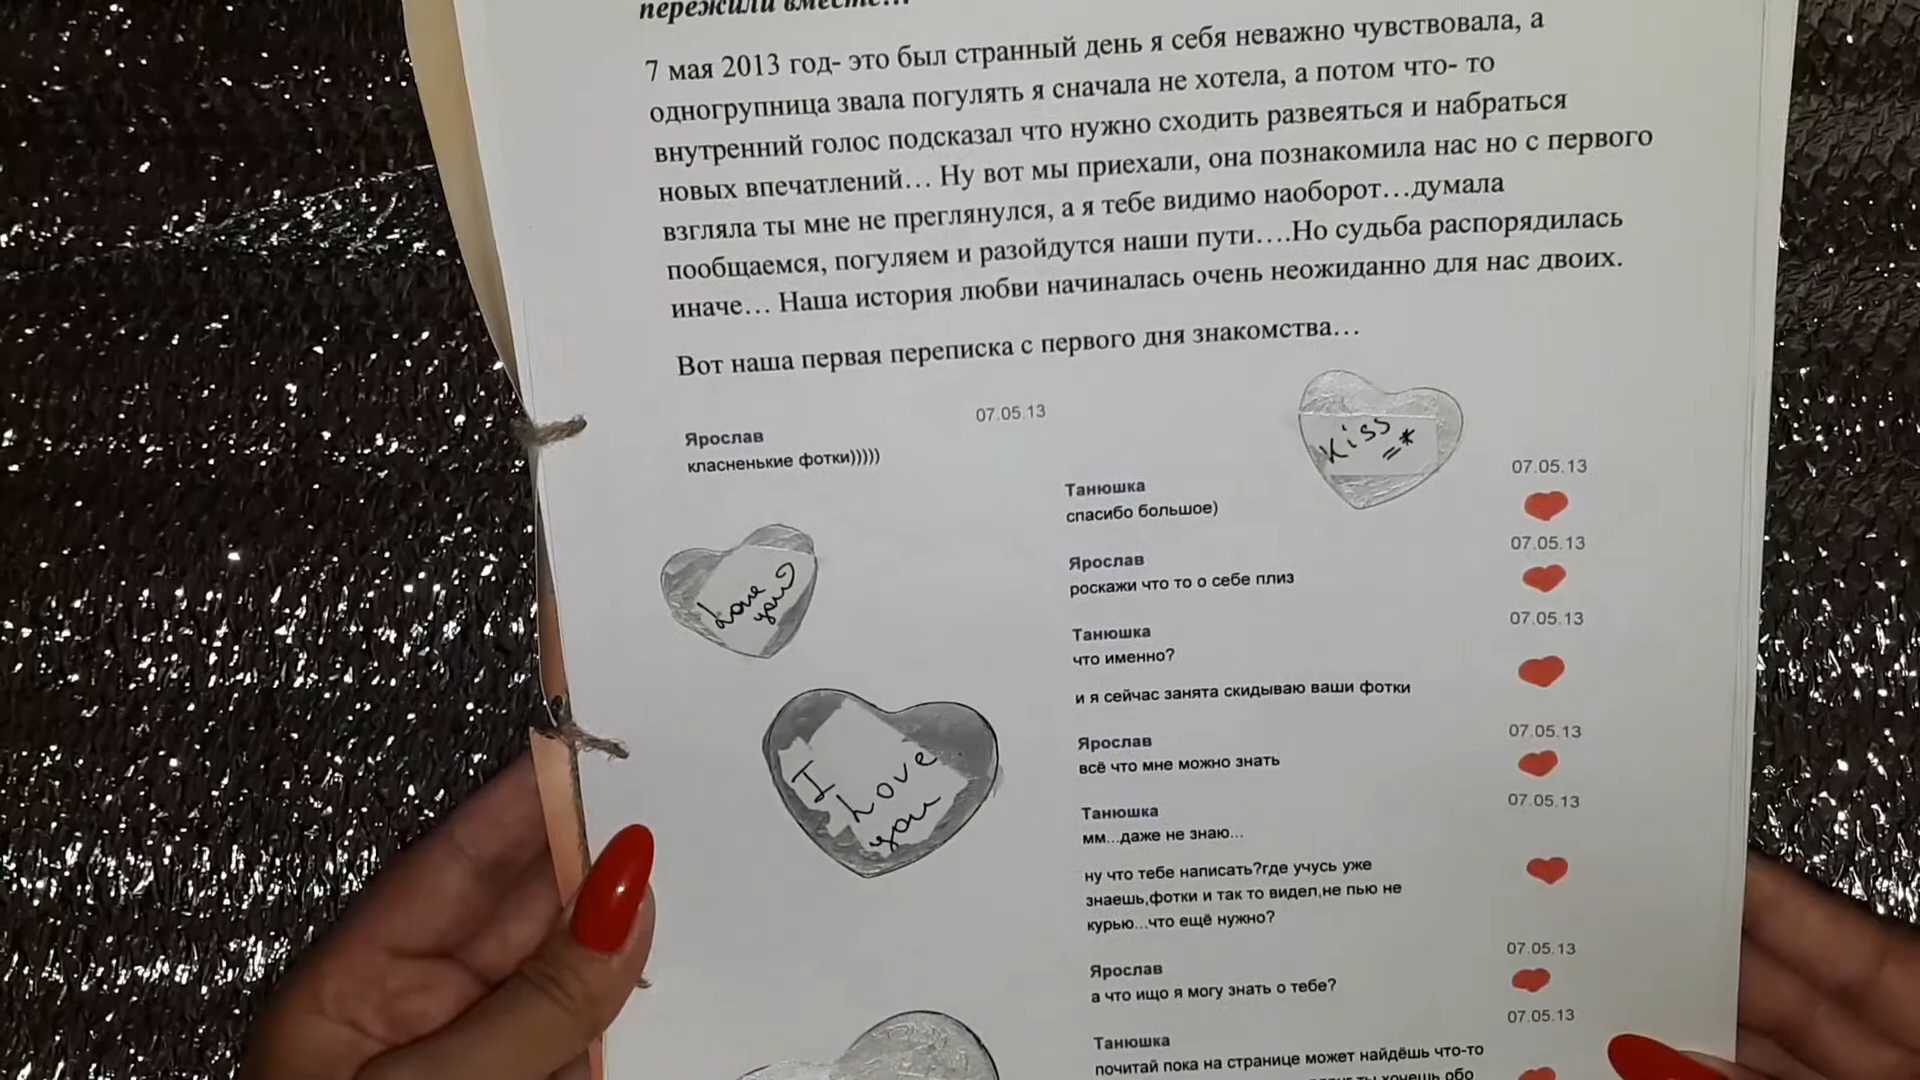 пережили вместе...
7 мая 2013 год- это был странный день я себя неважно чувствовала, а
одногрупница звала погулять я сначала не хотела, а потом что- то
внутренний голос подсказал что нужно сходить развеяться и набраться
новых впечатлений… Ну вот мы приехали, она познакомила нас но с первого
взгляла ты мне не преглянулся, а я тебе видимо наоборот…думала
пообщаемся, погуляем и разойдутся наши пути….Но судьба распорядилась
иначе… Наша история любви начиналась очень неожиданно для нас двоих.
Вот наша первая переписка с первого дня знакомства…
07.05.13
Ярослав
класненькие фотки)))))
Kiss
=*
07.05.13
Танюшка
спасибо большое)
07.05.13
Ярослав
роскажи что то о себе плиз
Love
you
07.05.13
Танюшка
что именно?
и я сейчас занята скидываю ваши фотки
07.05.13
Ярослав
всё что мне можно знать
I
Love
you
07.05.13
Танюшка
мм...даже не знаю...
ну что тебе написать?где учусь уже
знаешь,фотки и так то видел,не пью не
курью...что ещё нужно?
07.05.13
Ярослав
а что ищо я могу знать о тебе?
07.05.13
Танюшка
почитай пока на странице может найдёшь что-то
ты хочешь обо